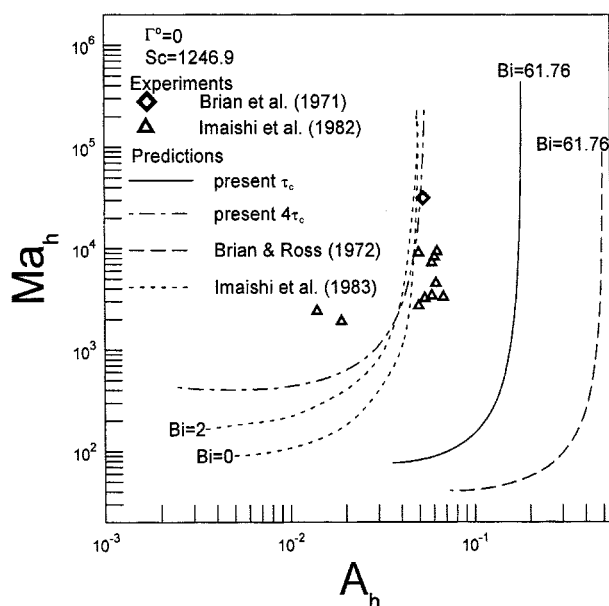 Γ°=0
Sc=1246.9
Experiments
Brian et al. (1971)
Imaishi et al. (1982)
Predictions
present τc
present 4τc
Brian & Ross (1972)
Imaishi et al. (1983)
Bi=61.76
Bi=61.76
Bi=2
Bi=0
10^6
10^5
10^4
10^3
10^2
Ma_h
10^-3
10^-2
10^-1
A_h